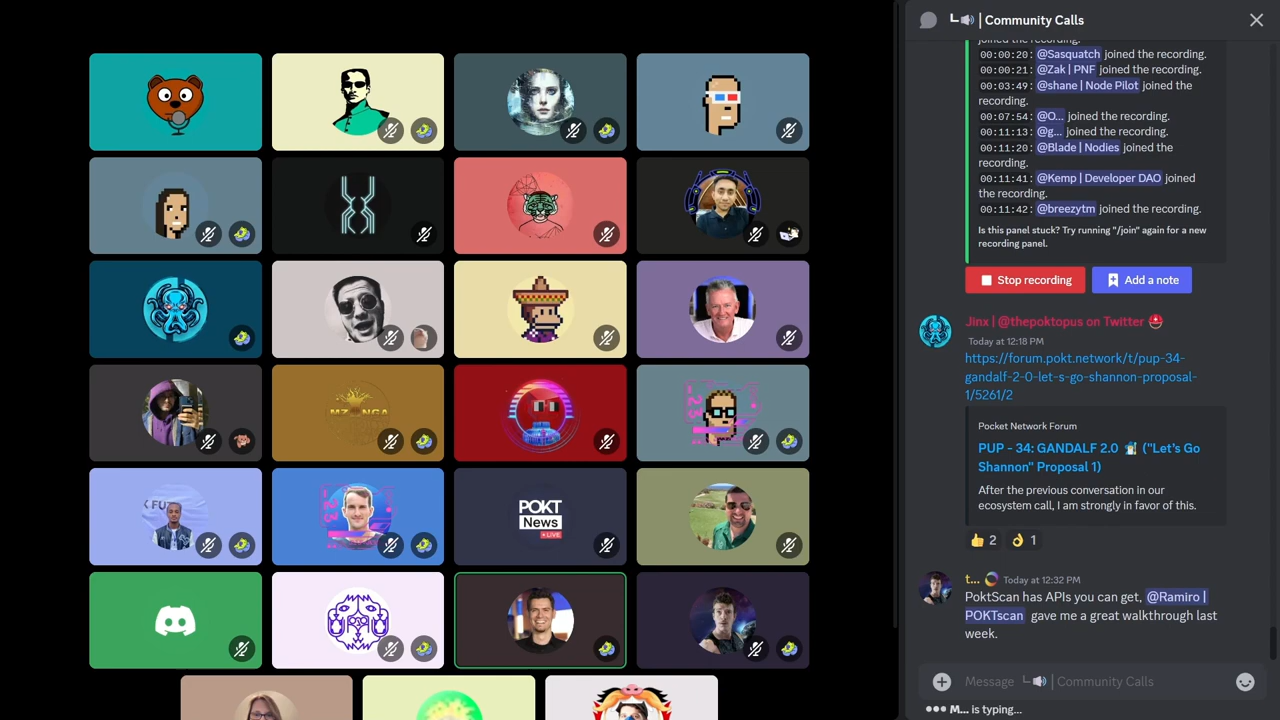 Community Calls
joined the recording.
00:00:20: @Sasquatch joined the recording.
00:00:21: @Zak | PNF joined the recording.
00:03:49: @shane | Node Pilot joined the
recording.
00:07:54: @O... joined the recording.
00:11:13: @g... joined the recording.
00:11:20: @Blade | Nodies joined the
recording.
00:11:41: @Kemp | Developer DAO joined
the recording.
00:11:42: @breezytm joined the recording.
Is this panel stuck? Try running "/join" again for a new
recording panel.
Stop recording
Add a note
Jinx | @thepoktopus on Twitter
Today at 12:18 PM
https://forum.pokt.network/t/pup-34-
gandalf-2-0-let-s-go-shannon-proposal-
1/5261/2
Pocket Network Forum
PUP - 34: GANDALF 2.0 ("Let's Go
Shannon" Proposal 1)
After the previous conversation in our
ecosystem call, I am strongly in favor of this.
2
1
t... Today at 12:32 PM
PoktScan has APIs you can get, @Ramiro |
POKTscan gave me a great walkthrough last
week.
Message Community Calls
M... is typing...
MZONGA
K FU
POKT
News
LIVE